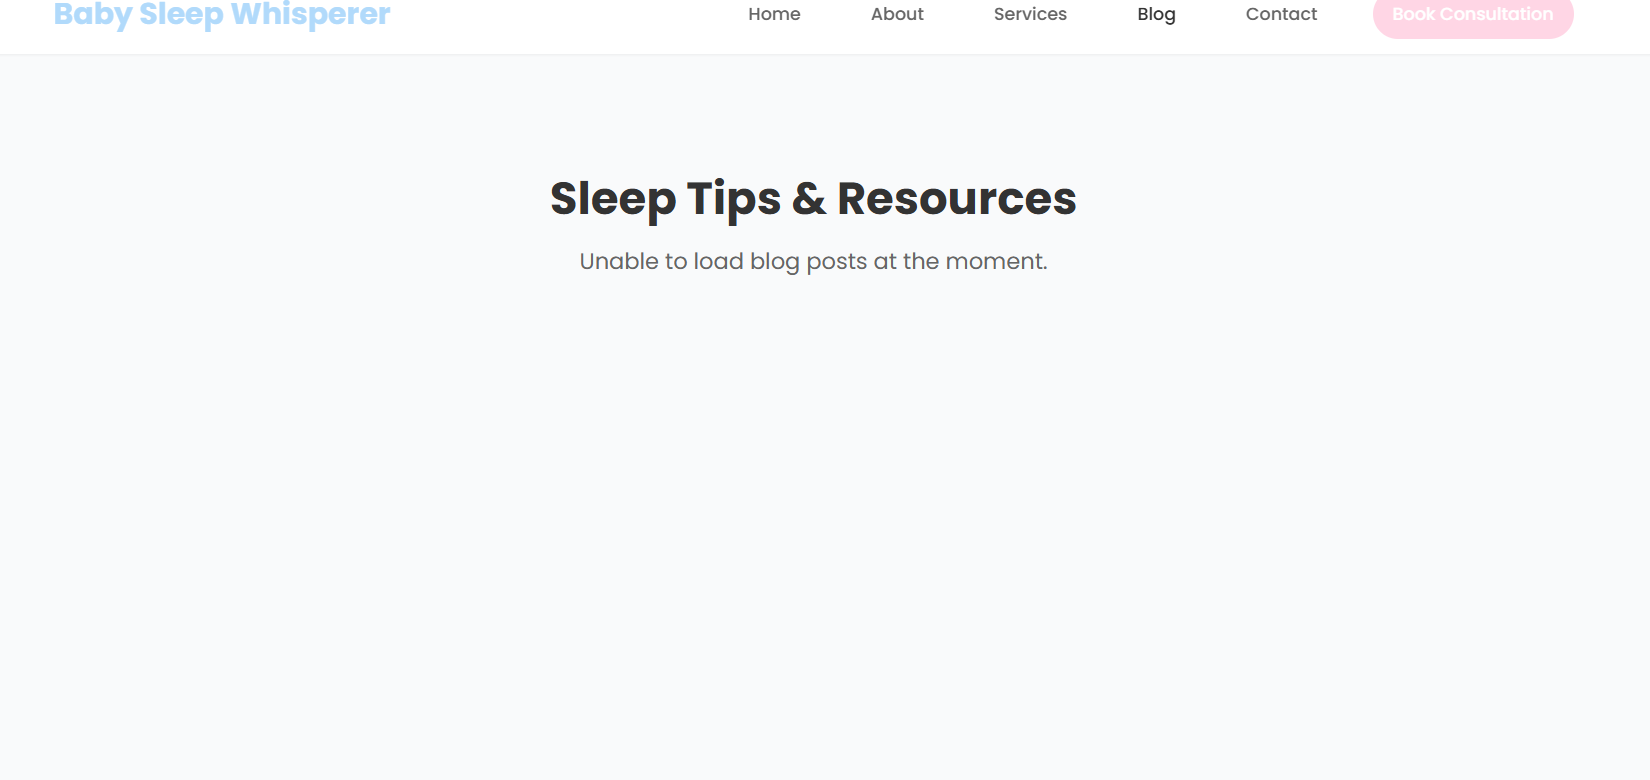 Baby Sleep Whisperer
Home About Services Blog Contact Book Consultation
Sleep Tips & Resources
Unable to load blog posts at the moment.